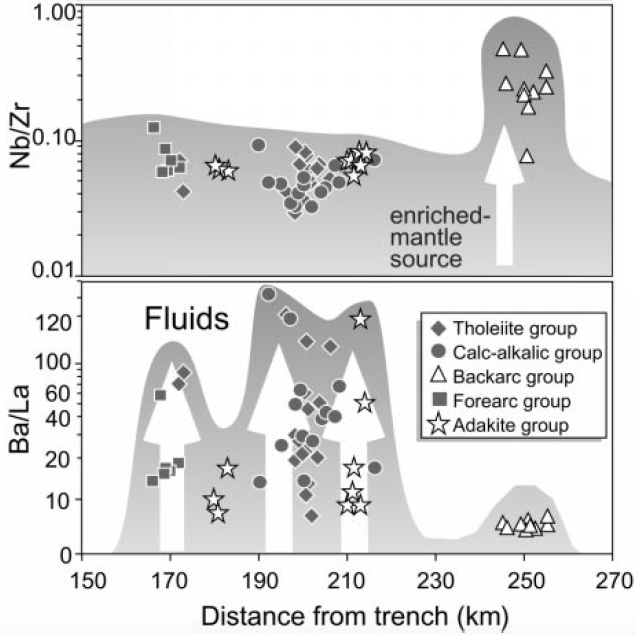 1.00
0.10
0.01
Nb/Zr
enriched-
mantle
source
Fluids
120
100
60
40
20
10
0
Ba/La
Tholeiite group
Calc-alkalic group
Backarc group
Forearc group
Adakite group
150 170 190 210 230 250 270
Distance from trench (km)